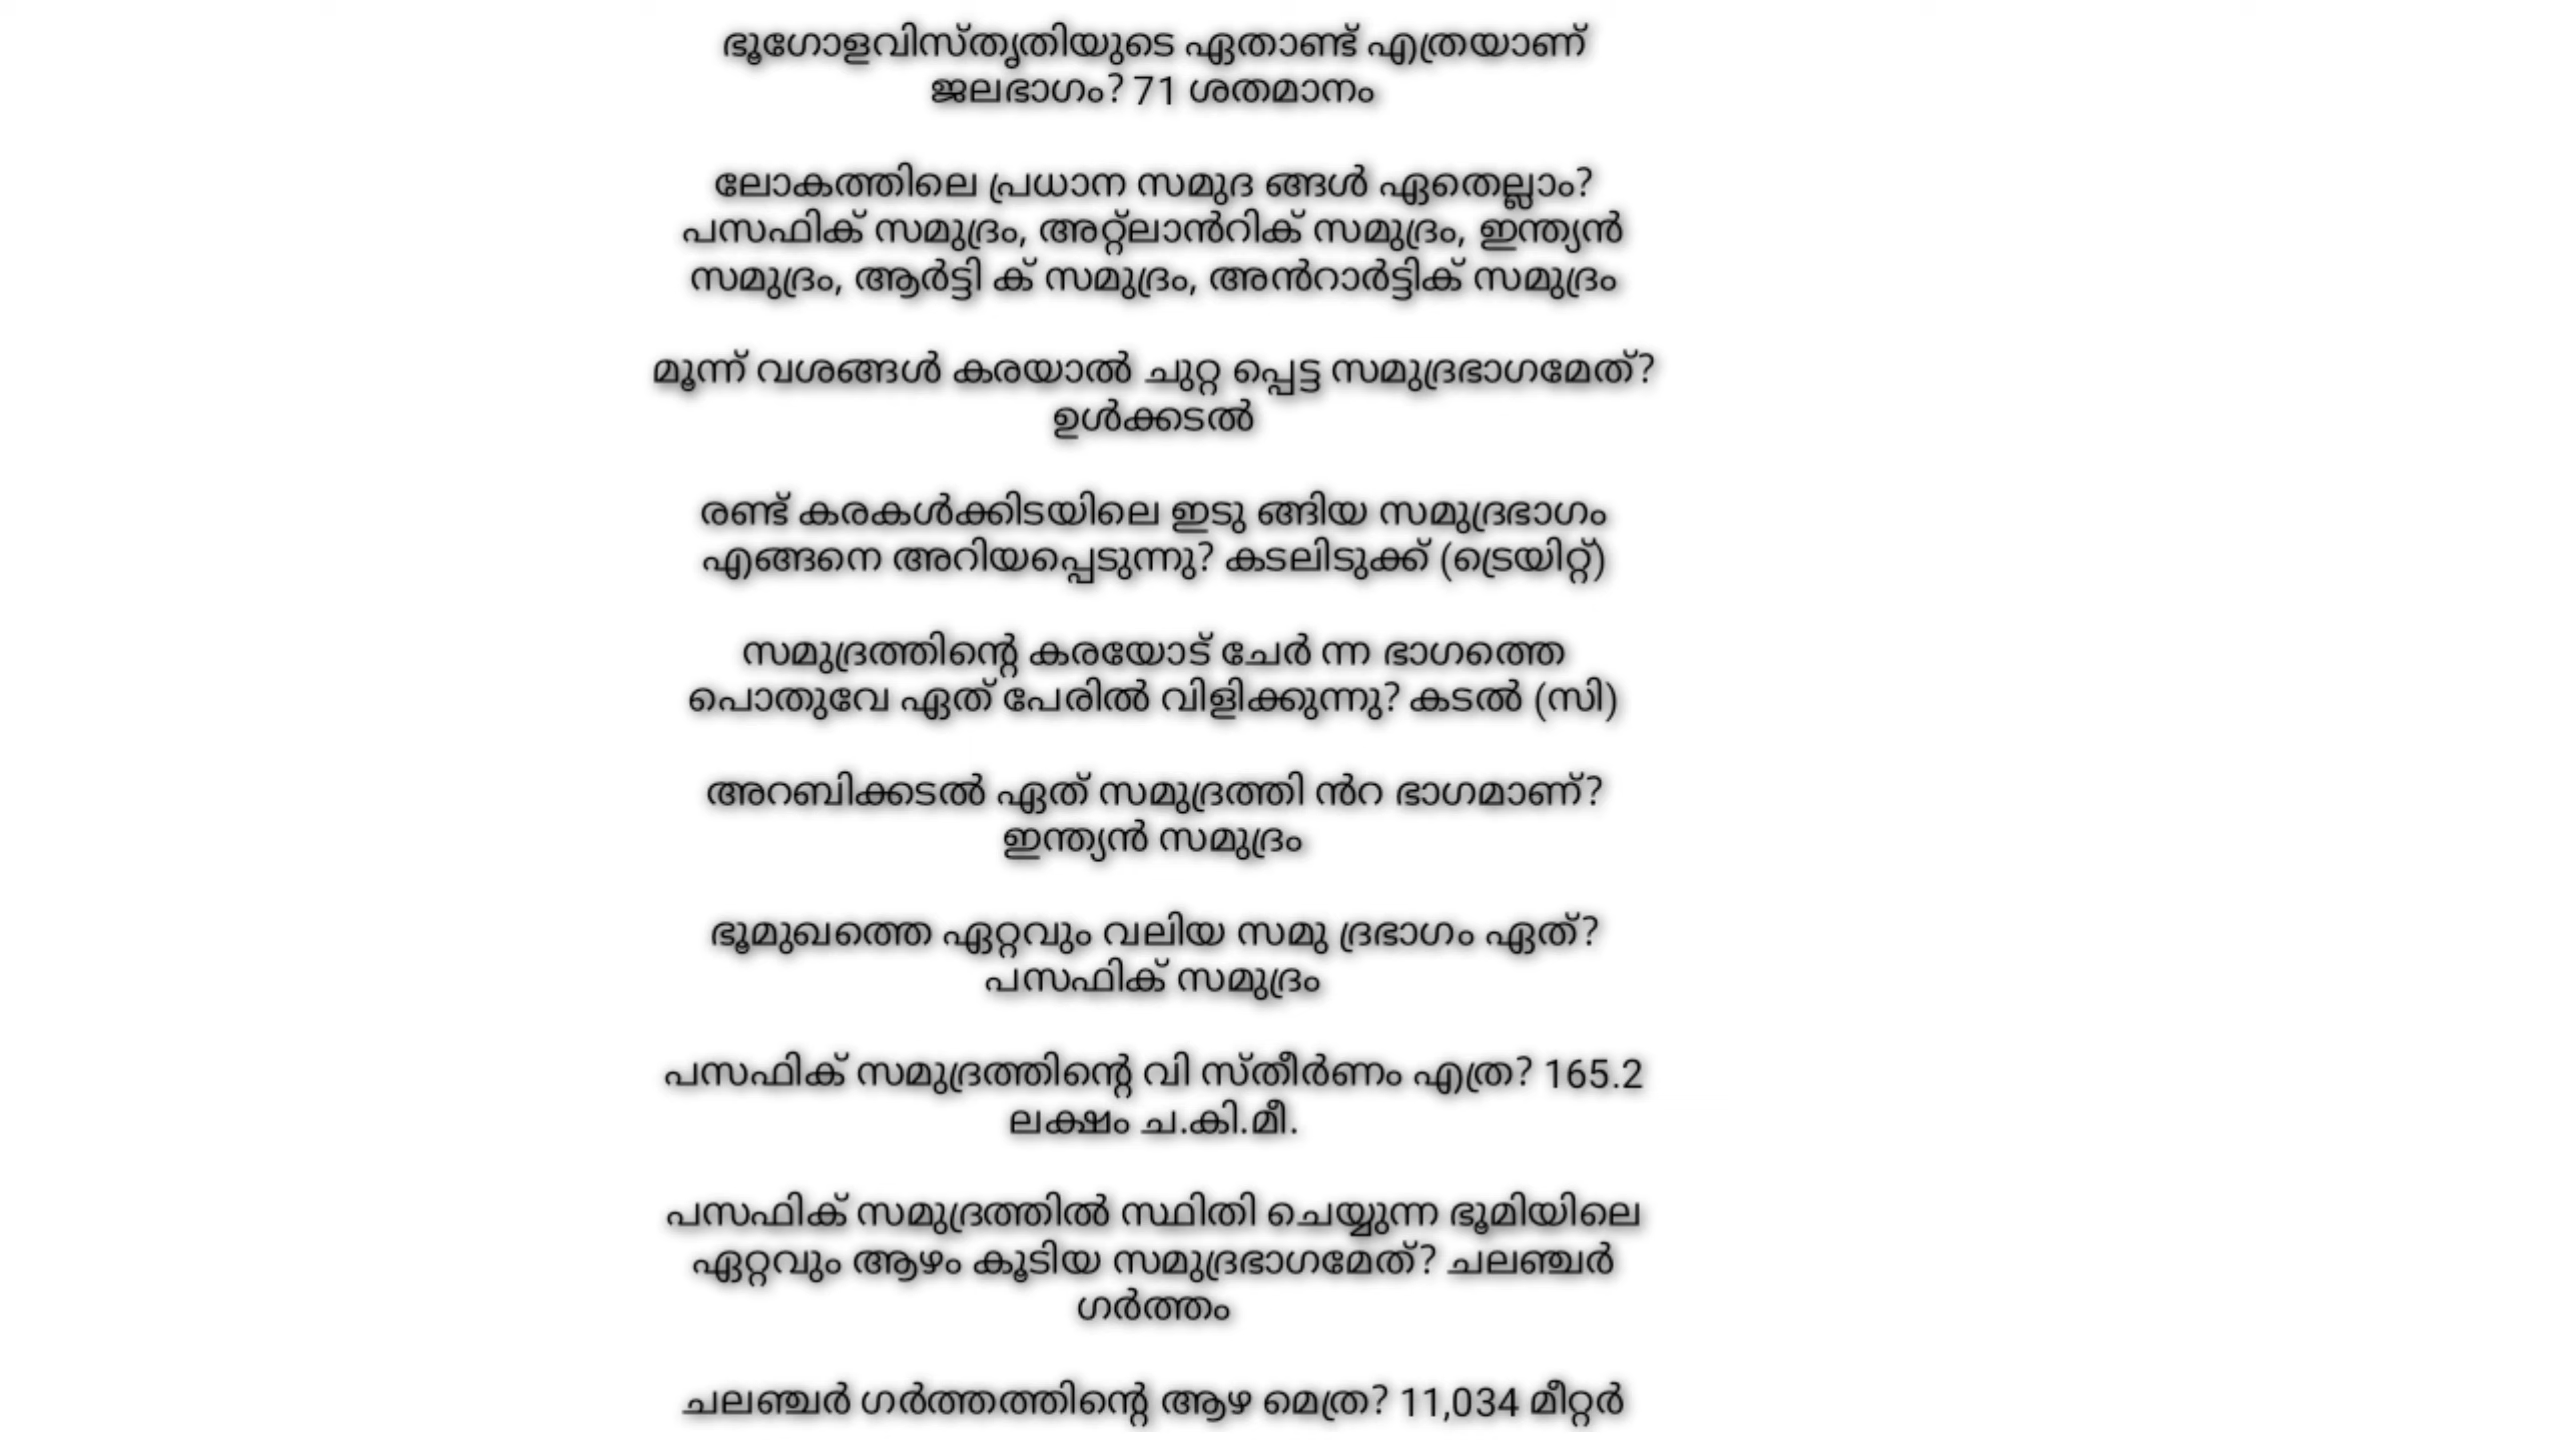 ഭൂഗോളവിസ്തൃതിയുടെ ഏതാണ്ട് എത്രയാണ്
ജലഭാഗം? 71 ശതമാനം
ലോകത്തിലെ പ്രധാന സമുദ ങ്ങൾ ഏതെല്ലാം?
പസഫിക് സമുദ്രം, അറ്റ്ലാൻറിക് സമുദ്രം, ഇന്ത്യൻ
സമുദ്രം, ആർട്ടി ക് സമുദ്രം, അൻറാർട്ടിക് സമുദ്രം
മൂന്ന് വശങ്ങൾ കരയാൽ ചുറ്റ പ്പെട്ട സമുദ്രഭാഗമേത്?
ഉൾക്കടൽ
രണ്ട് കരകൾക്കിടയിലെ ഇടു ങ്ങിയ സമുദ്രഭാഗം
എങ്ങനെ അറിയപ്പെടുന്നു? കടലിടുക്ക് (ട്രെയിറ്റ്)
സമുദ്രത്തിന്റെ കരയോട് ചേർ ന്ന ഭാഗത്തെ
പൊതുവേ ഏത് പേരിൽ വിളിക്കുന്നു? കടൽ (സി)
അറബിക്കടൽ ഏത് സമുദ്രത്തി ൻറ ഭാഗമാണ്?
ഇന്ത്യൻ സമുദ്രം
ഭൂമുഖത്തെ ഏറ്റവും വലിയ സമു ദ്രഭാഗം ഏത്?
പസഫിക് സമുദ്രം
പസഫിക് സമുദ്രത്തിന്റെ വി സ്തീർണം എത്ര? 165.2
ലക്ഷം ച.കി.മീ.
പസഫിക് സമുദ്രത്തിൽ സ്ഥിതി ചെയ്യുന്ന ഭൂമിയിലെ
ഏറ്റവും ആഴം കൂടിയ സമുദ്രഭാഗമേത്? ചലഞ്ചർ
ഗർത്തം
ചലഞ്ചർ ഗർത്തത്തിന്റെ ആഴ മെത്ര? 11,034 മീറ്റർ